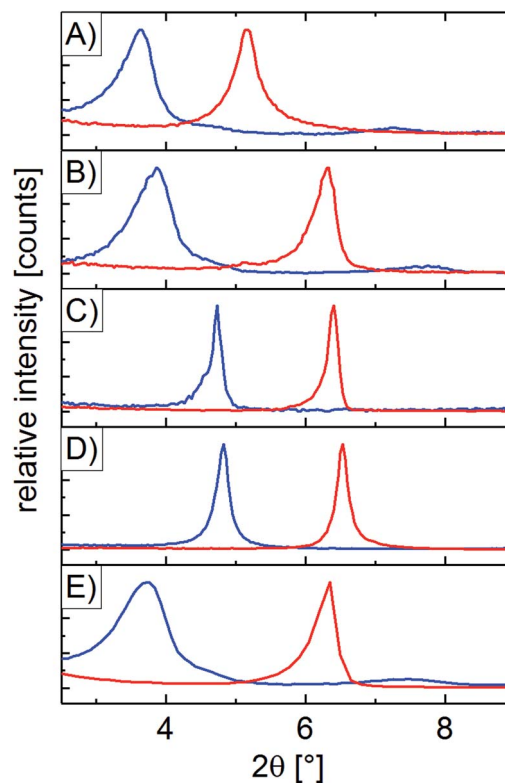 A)
B)
C)
D)
E)
relative intensity [counts]
4 6 8
2θ [°]